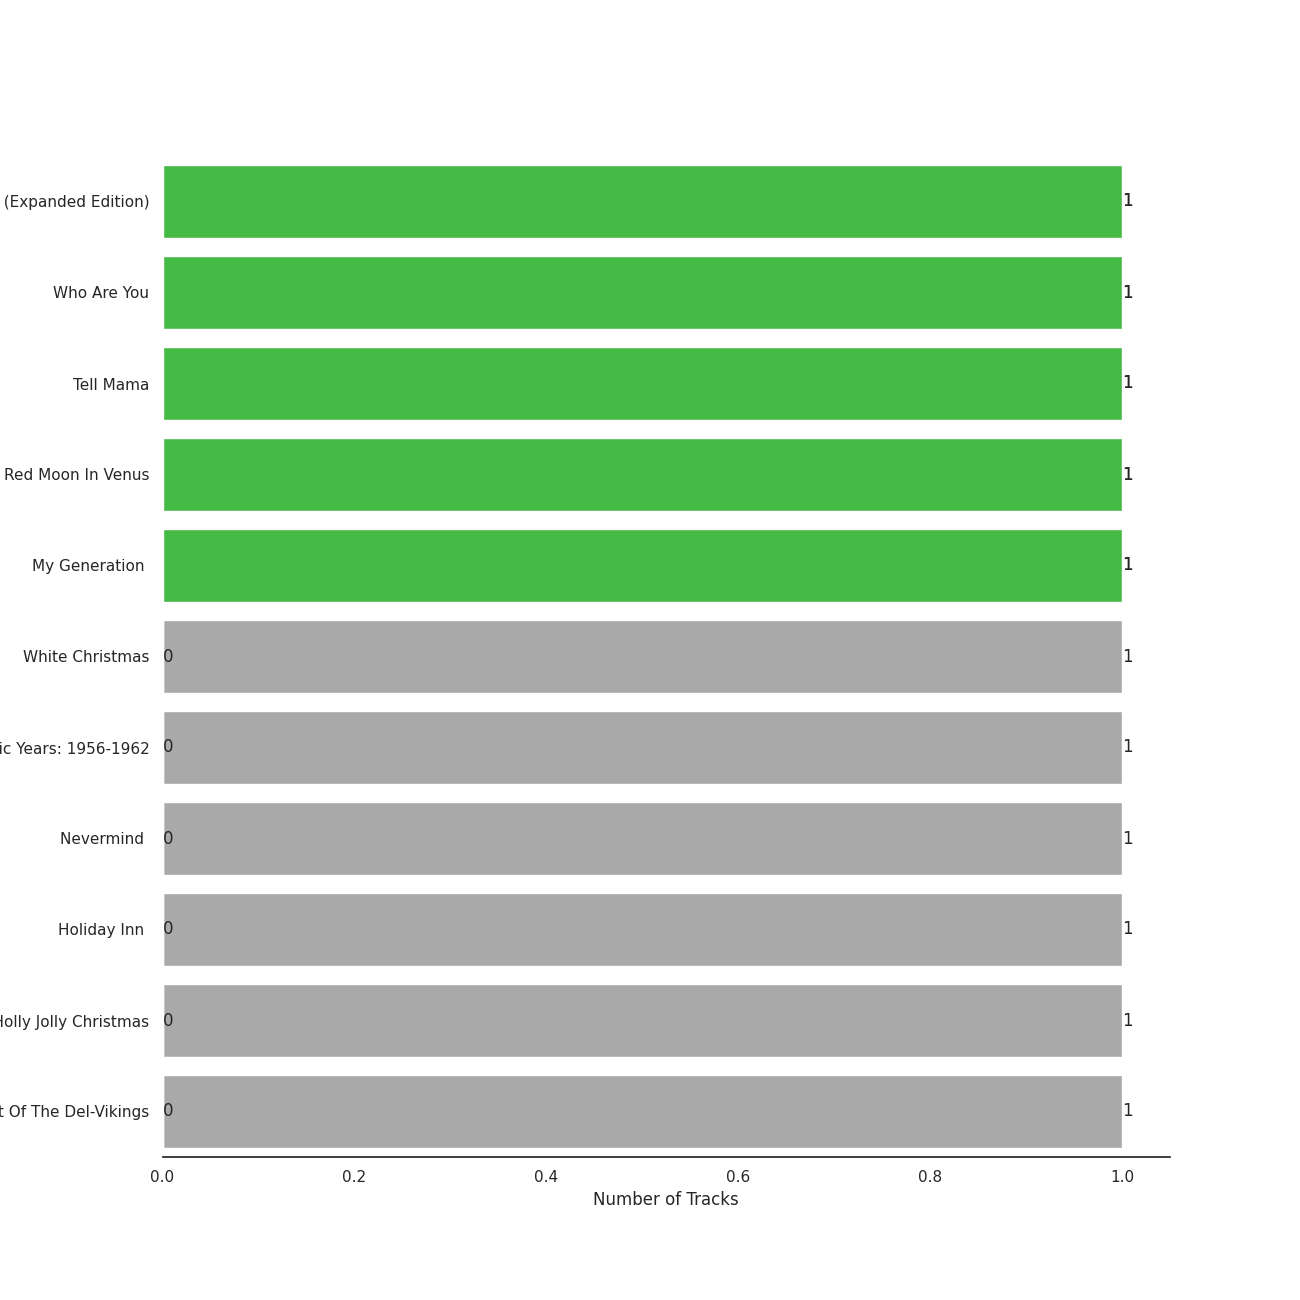 (Expanded Edition) 1
Who Are You 1
Tell Mama 1
Red Moon In Venus 1
My Generation 1
White Christmas 0 1
Years: 1956-1962 0 1
Nevermind 0 1
Holiday Inn 0 1
Holly Jolly Christmas 0 1
Of The Del-Vikings 0 1
0.0 0.2 0.4 0.6 0.8 1.0
Number of Tracks